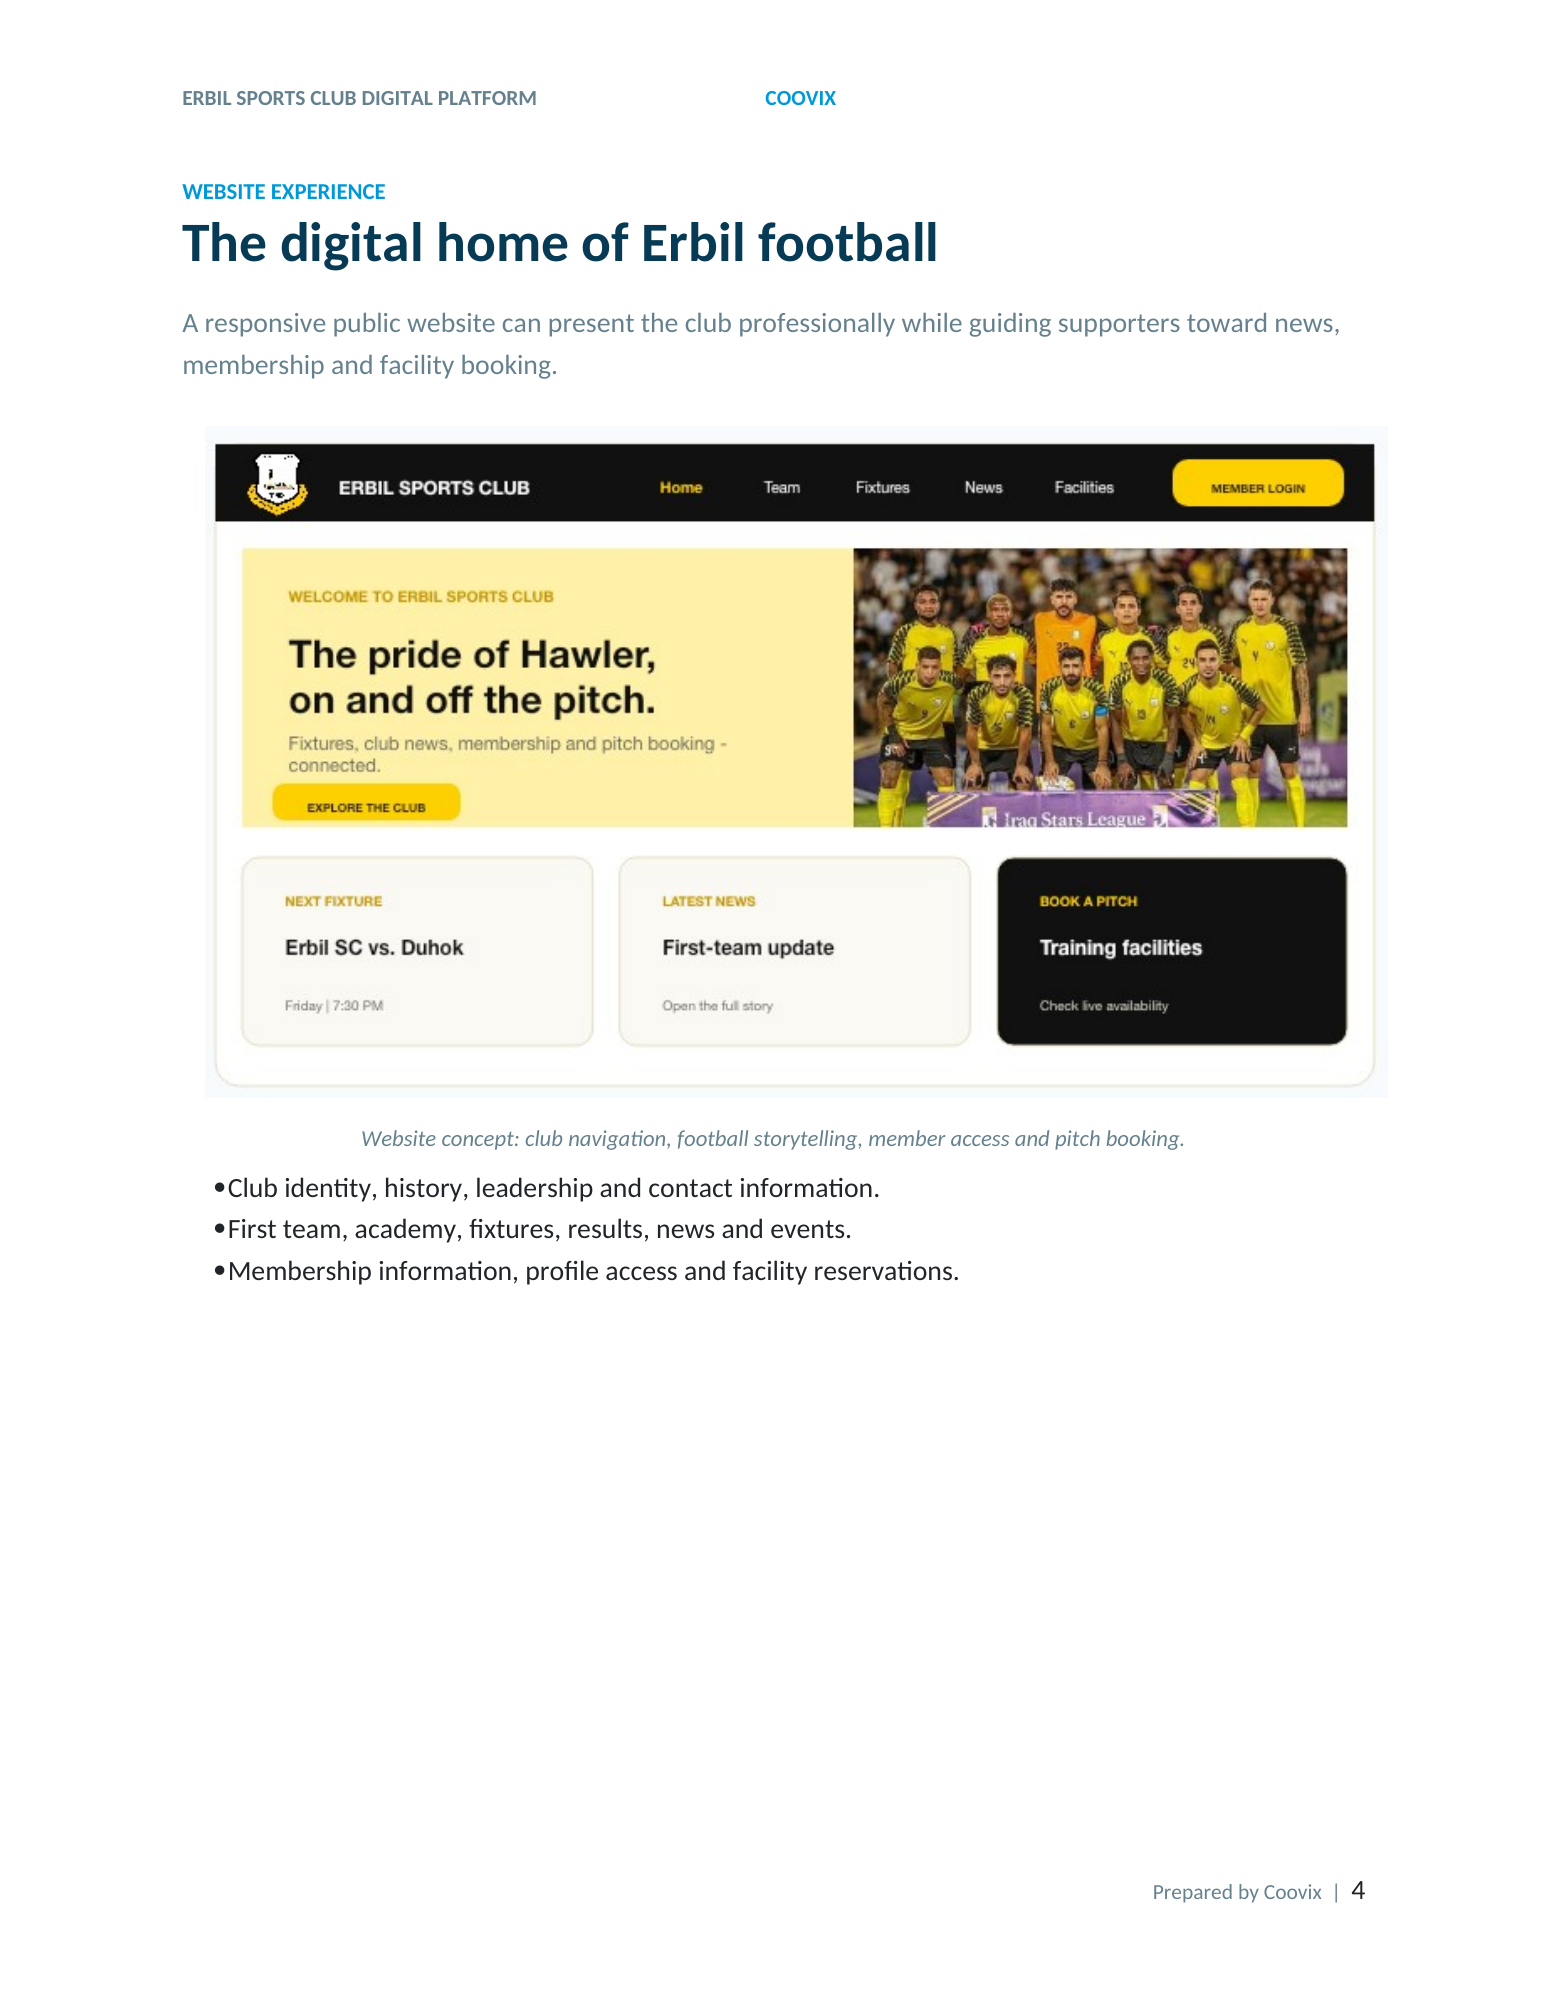 ERBIL SPORTS CLUB DIGITAL PLATFORM COOVIX
WEBSITE EXPERIENCE
The digital home of Erbil football
A responsive public website can present the club professionally while guiding supporters toward news,
membership and facility booking.
ERBIL SPORTS CLUB Home Team Fixtures News Facilities MEMBER LOGIN
WELCOME TO ERBIL SPORTS CLUB
The pride of Hawler,
on and off the pitch.
Fixtures, club news, membership and pitch booking -
connected.
EXPLORE THE CLUB
Iraq Stars League
NEXT FIXTURE
Erbil SC vs. Duhok
Friday | 7:30 PM
LATEST NEWS
First-team update
Open the full story
BOOK A PITCH
Training facilities
Check live availability
Website concept: club navigation, football storytelling, member access and pitch booking.
•Club identity, history, leadership and contact information.
•First team, academy, fixtures, results, news and events.
•Membership information, profile access and facility reservations.
Prepared by Coovix | 4